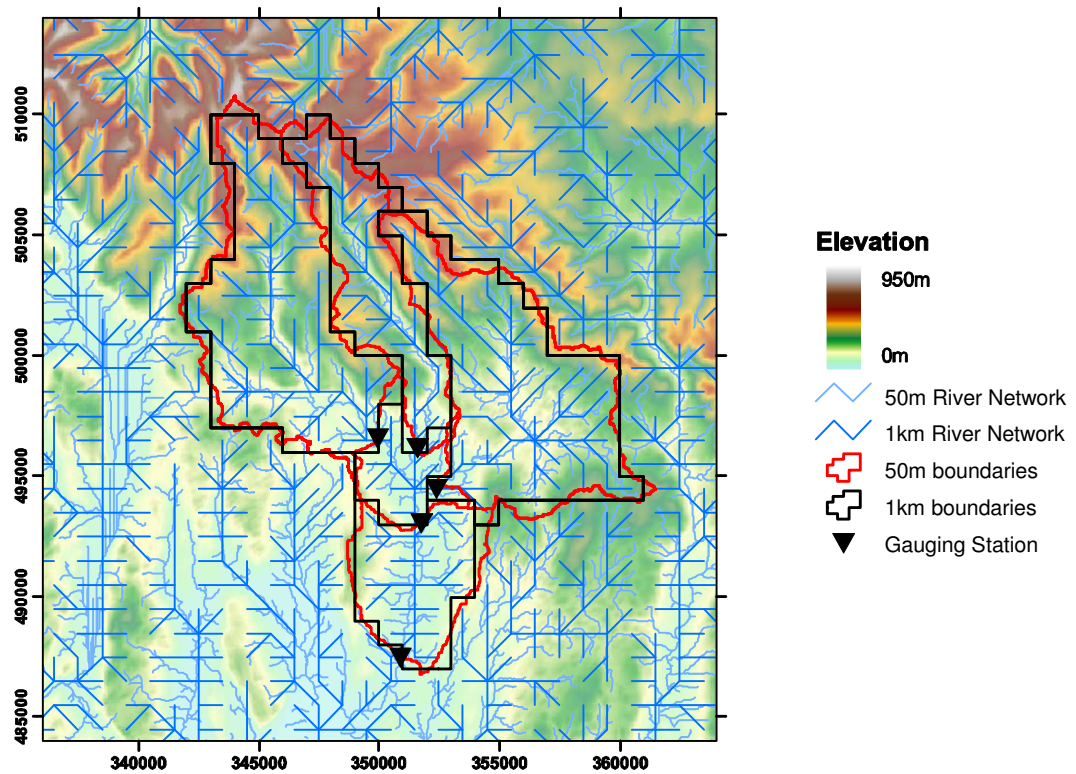 510000
505000
500000
495000
490000
485000
340000 345000 350000 355000 360000
Elevation
950m
0m
50m River Network
1km River Network
50m boundaries
1km boundaries
Gauging Station